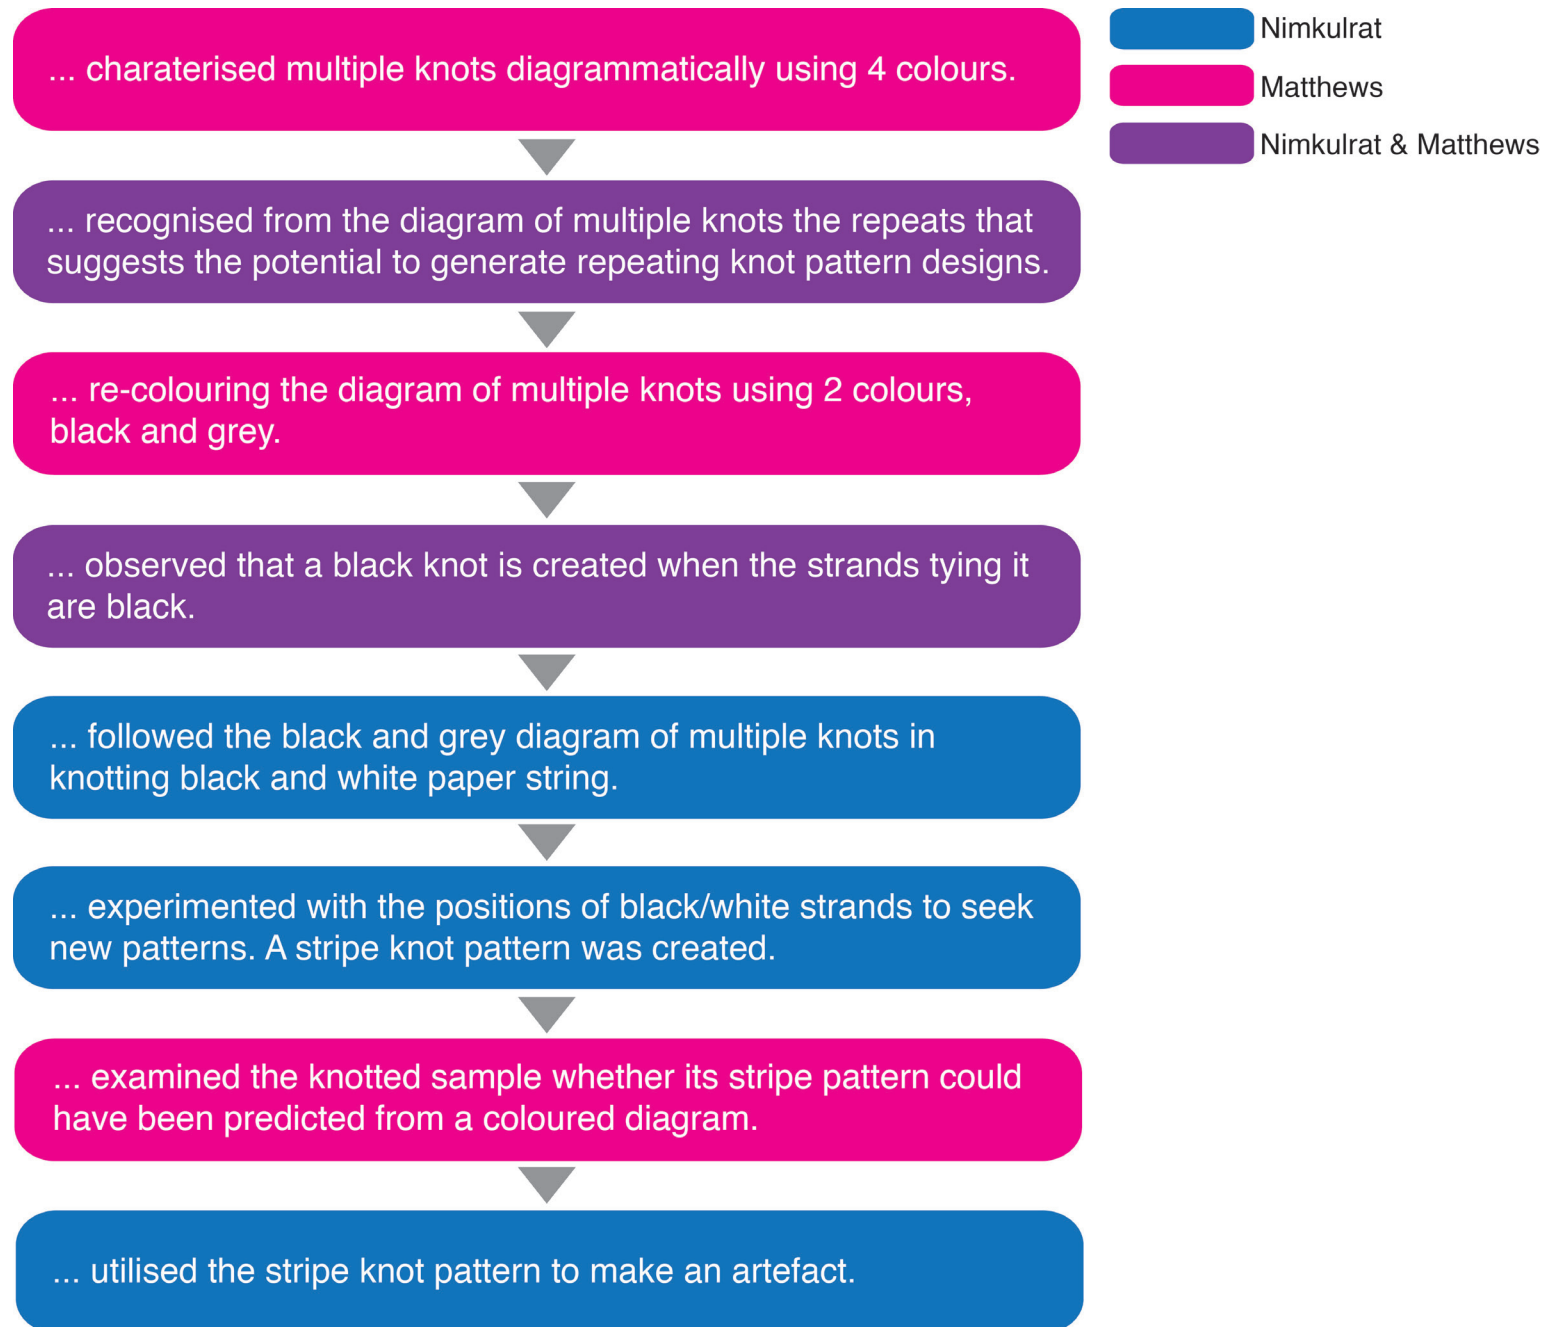 ... charaterised multiple knots diagrammatically using 4 colours.
... recognised from the diagram of multiple knots the repeats that
suggests the potential to generate repeating knot pattern designs.
... re-colouring the diagram of multiple knots using 2 colours,
black and grey.
... observed that a black knot is created when the strands tying it
are black.
... followed the black and grey diagram of multiple knots in
knotting black and white paper string.
... experimented with the positions of black/white strands to seek
new patterns. A stripe knot pattern was created.
... examined the knotted sample whether its stripe pattern could
have been predicted from a coloured diagram.
... utilised the stripe knot pattern to make an artefact.
Nimkulrat
Matthews
Nimkulrat & Matthews